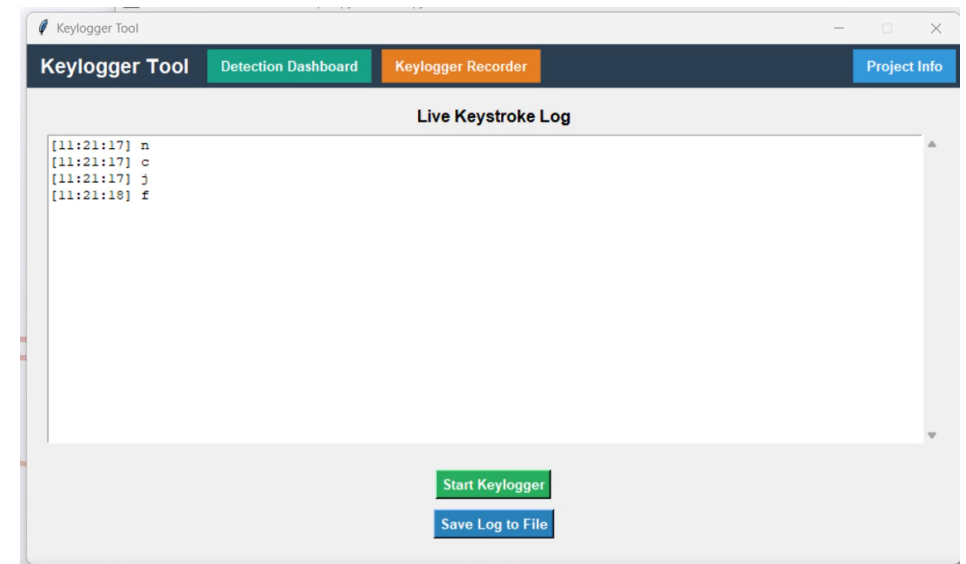 Keylogger Tool
Keylogger Tool Detection Dashboard Keylogger Recorder Project Info
Live Keystroke Log
[11:21:17] n
[11:21:17] c
[11:21:17] j
[11:21:18] f
Start Keylogger
Save Log to File